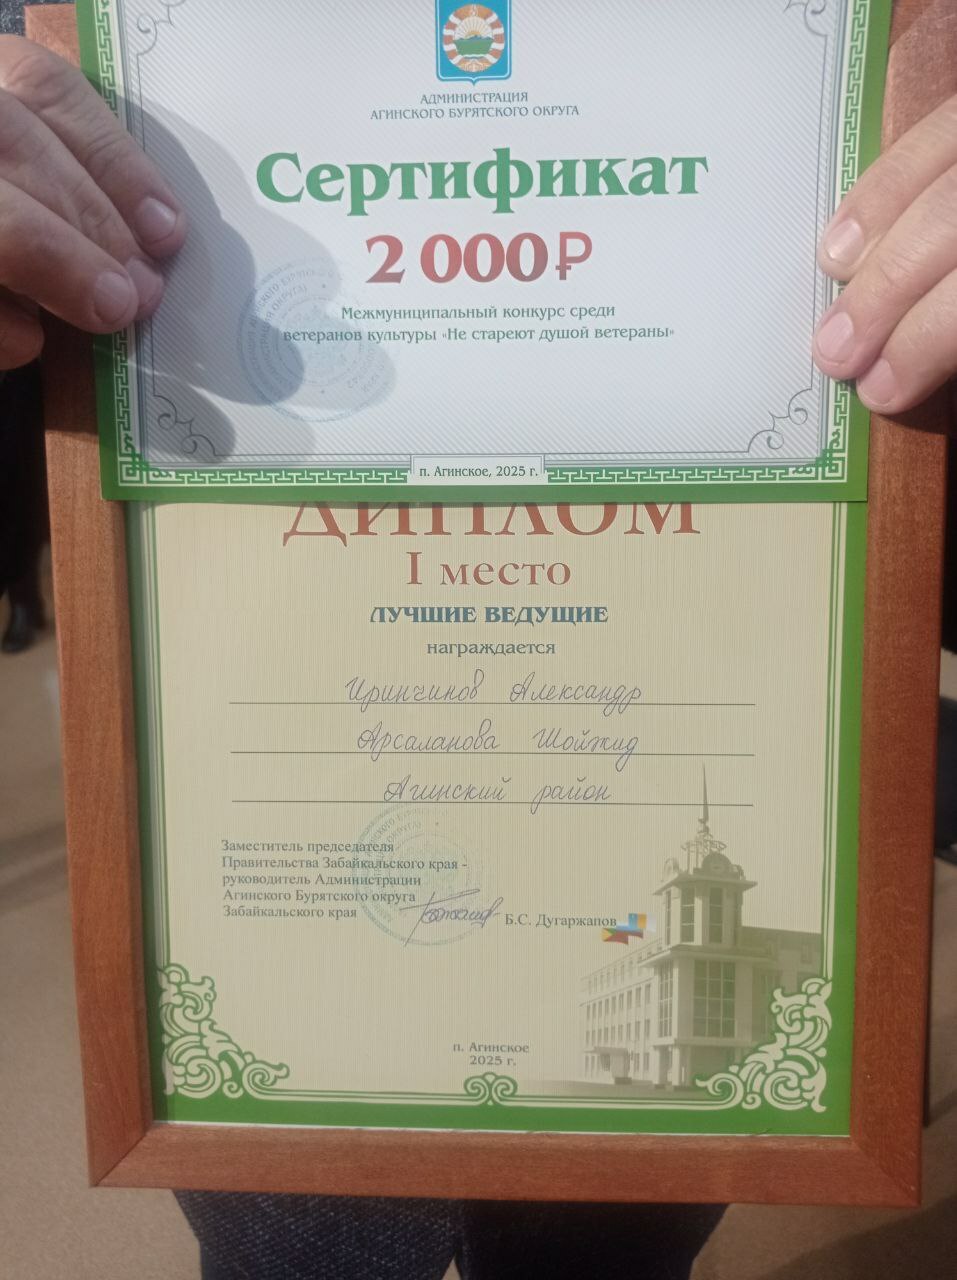 АДМИНИСТРАЦИЯ
АГИНСКОГО БУРЯТСКОГО ОКРУГА
Сертификат
2 000 ₽
Межмуниципальный конкурс среди
ветеранов культуры «Не стареют душой ветераны»
п. Агинское, 2025 г.
ДИПЛОМ
I место
ЛУЧШИЕ ВЕДУЩИЕ
награждается
Иринчинов Александр
Арсаланова Шойжид
Агинский район
Заместитель председателя
Правительства Забайкальского края -
руководитель Администрации
Агинского Бурятского округа
Забайкальского края
Б.С. Дугаржапов
п. Агинское
2025 г.